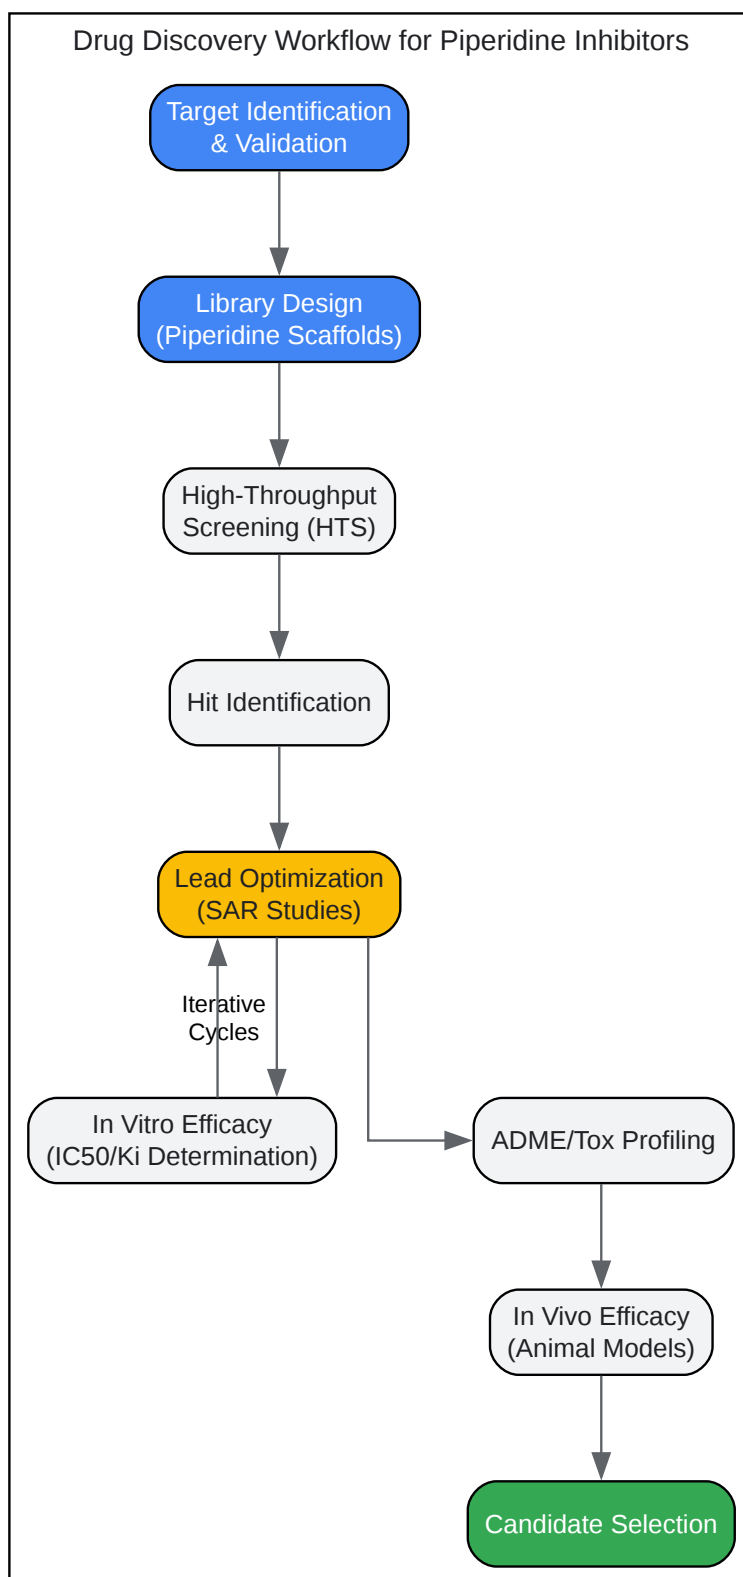 Drug Discovery Workflow for Piperidine Inhibitors
Target Identification
& Validation
Library Design
(Piperidine Scaffolds)
High-Throughput
Screening (HTS)
Hit Identification
Lead Optimization
(SAR Studies)
Iterative
Cycles
In Vitro Efficacy
(IC50/Ki Determination)
ADME/Tox Profiling
In Vivo Efficacy
(Animal Models)
Candidate Selection